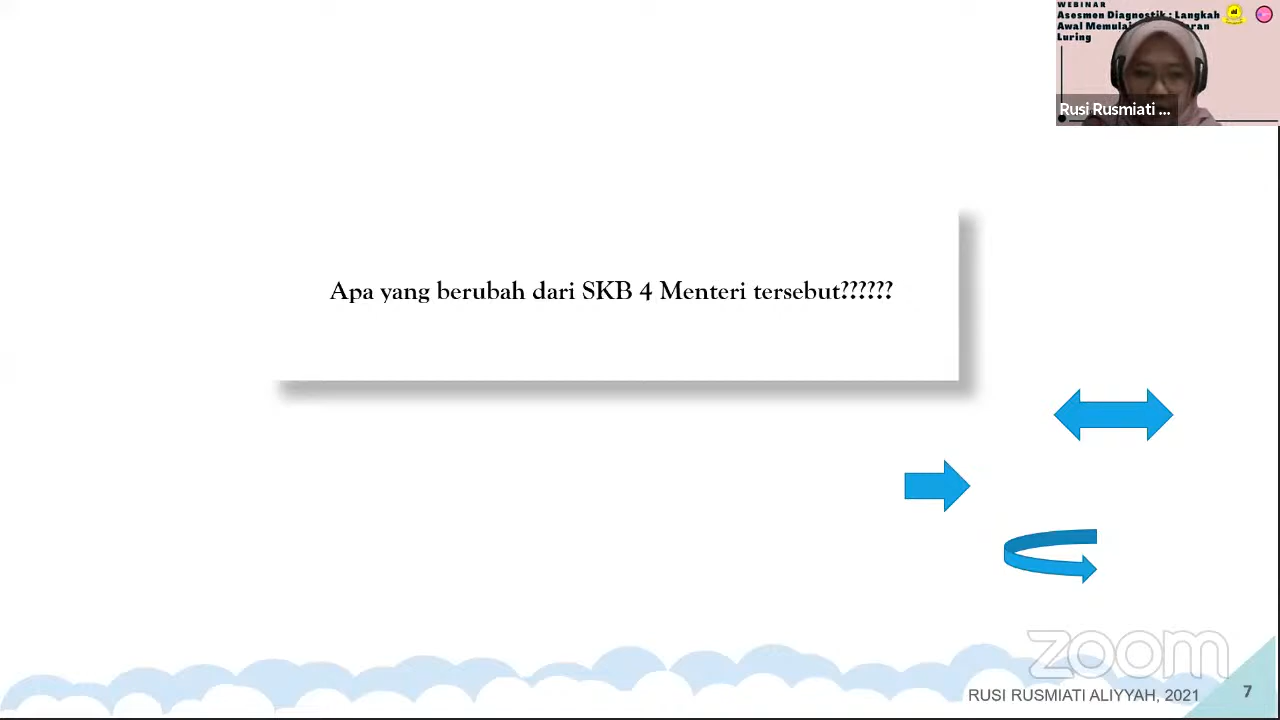 WEBINAR
Asesmen Diagnostik : Langkah
Awal Memulai ran
Luring
Rusi Rusmiati ...
Apa yang berubah dari SKB 4 Menteri tersebut??????
zoom
RUSI RUSMIATI ALIYYAH, 2021
7